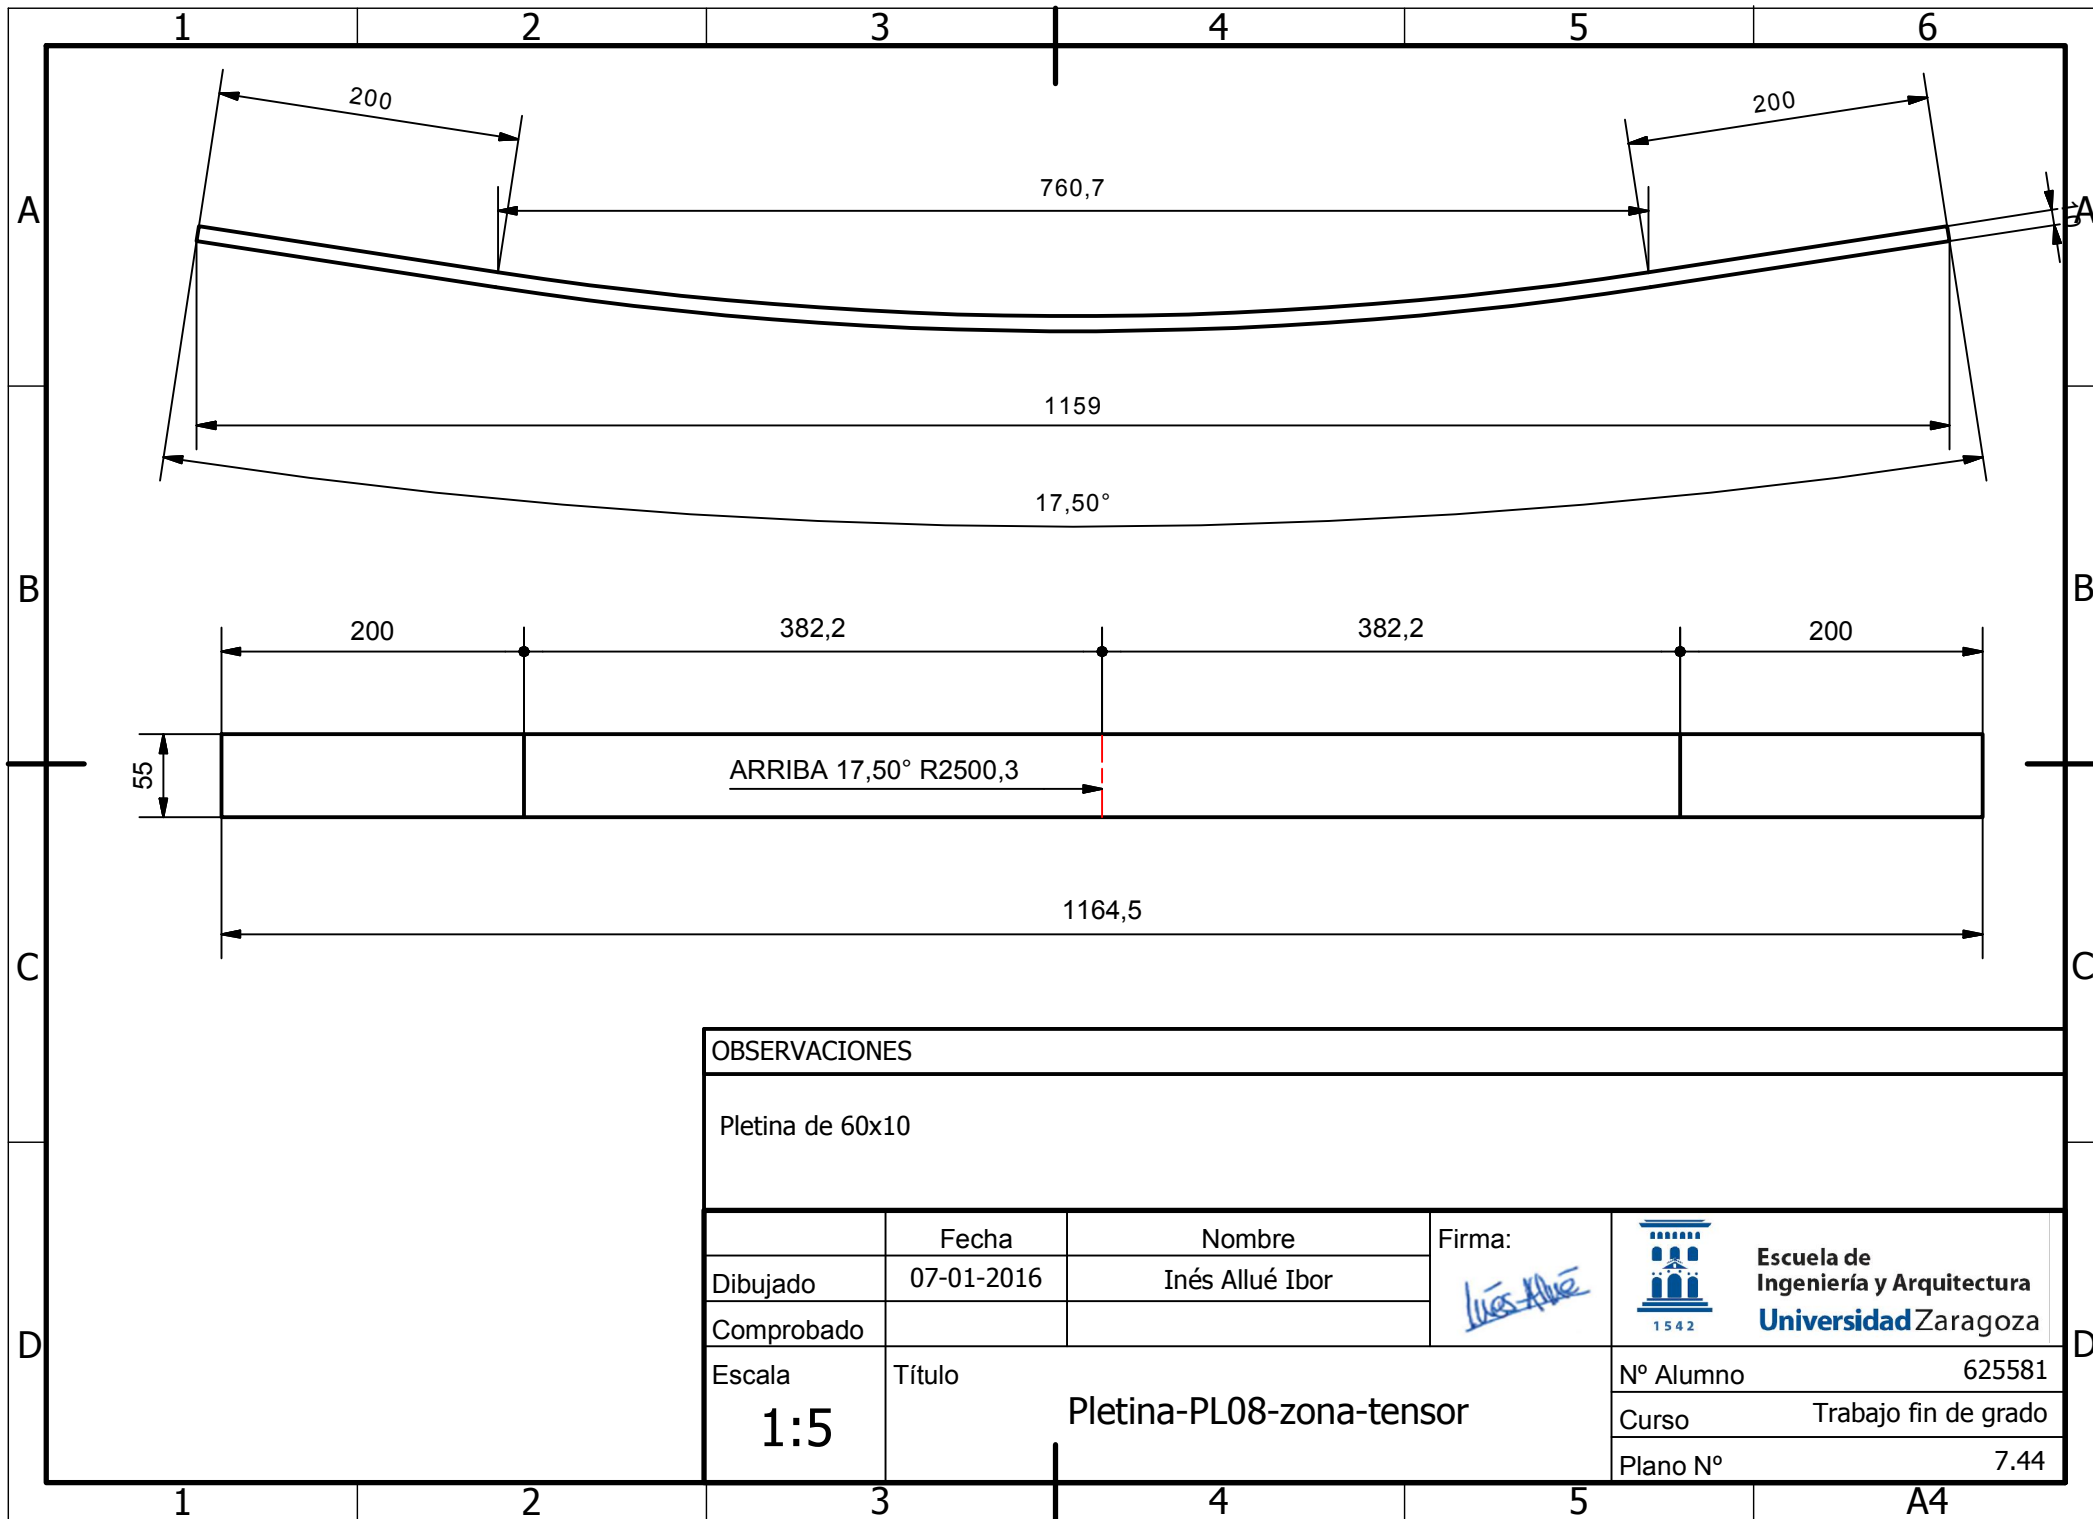 1 2 3 4 5 6
200
200
760,7
A
A
1159
17,50°
B
B
200 382,2 382,2 200
55
ARRIBA 17,50° R2500,3
1164,5
C
C
OBSERVACIONES
Pletina de 60x10
Fecha Nombre Firma:
Dibujado 07-01-2016 Inés Allué Ibor
Inés Allué
Comprobado
Escuela de
Ingeniería y Arquitectura
Universidad Zaragoza
1542
D
D
Escala
1:5
Título
Pletina-PL08-zona-tensor
Nº Alumno 625581
Curso Trabajo fin de grado
Plano Nº 7.44
1 2 3 4 5 A4